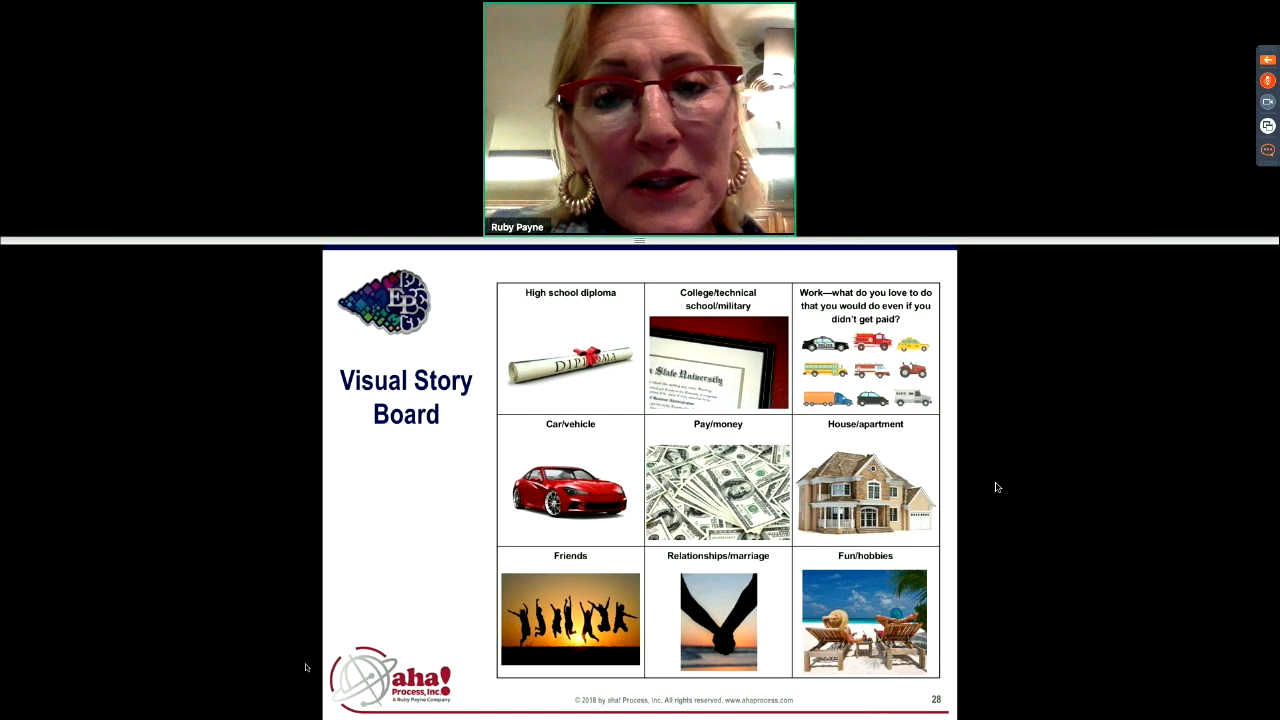 Ruby Payne
EP
Visual Story
Board
High school diploma
DIPLOMA
College/technical
school/military
State University
Work—what do you love to do
that you would do even if you
didn't get paid?
Car/vehicle
Pay/money
House/apartment
Friends
Relationships/marriage
Fun/hobbies
aha!
Process, Inc.
A Ruby Payne Company
© 2018 by aha! Process, Inc. All rights reserved. www.ahaprocess.com
28